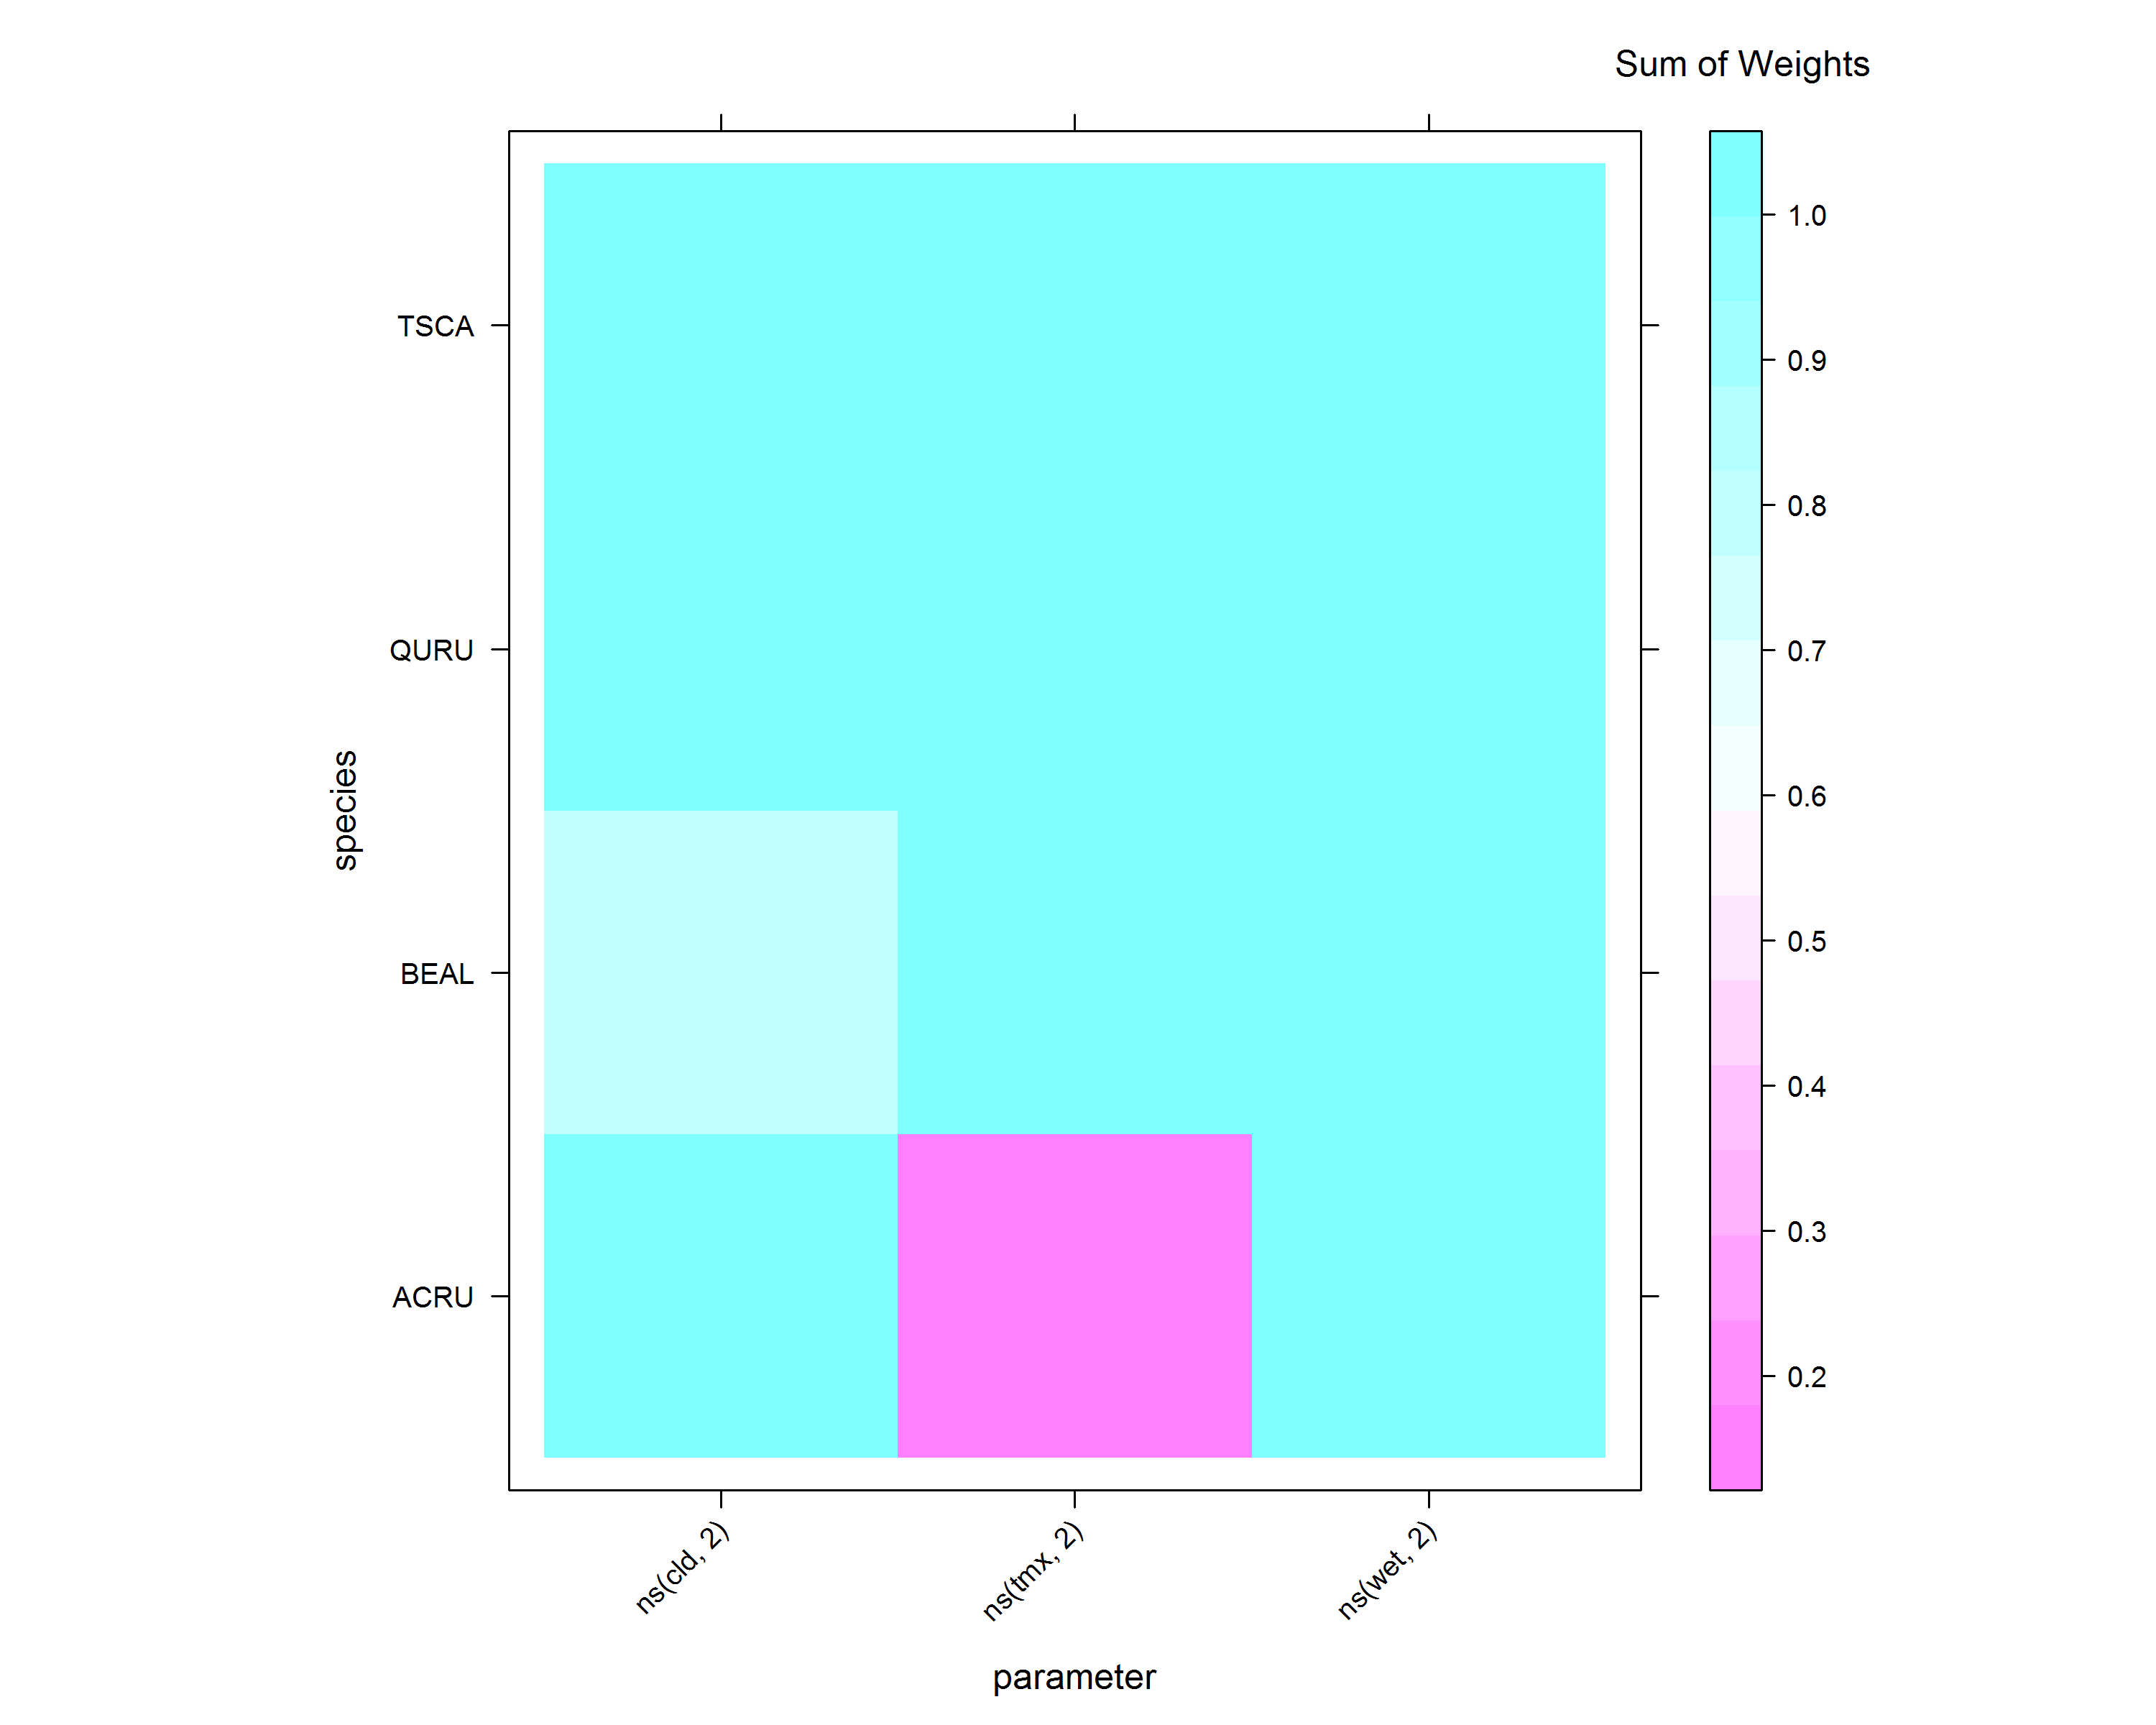 Sum of Weights
1.0
0.9
0.8
0.7
0.6
0.5
0.4
0.3
0.2
species
TSCA
QURU
BEAL
ACRU
ns(cld, 2)
ns(tmx, 2)
ns(wet, 2)
parameter